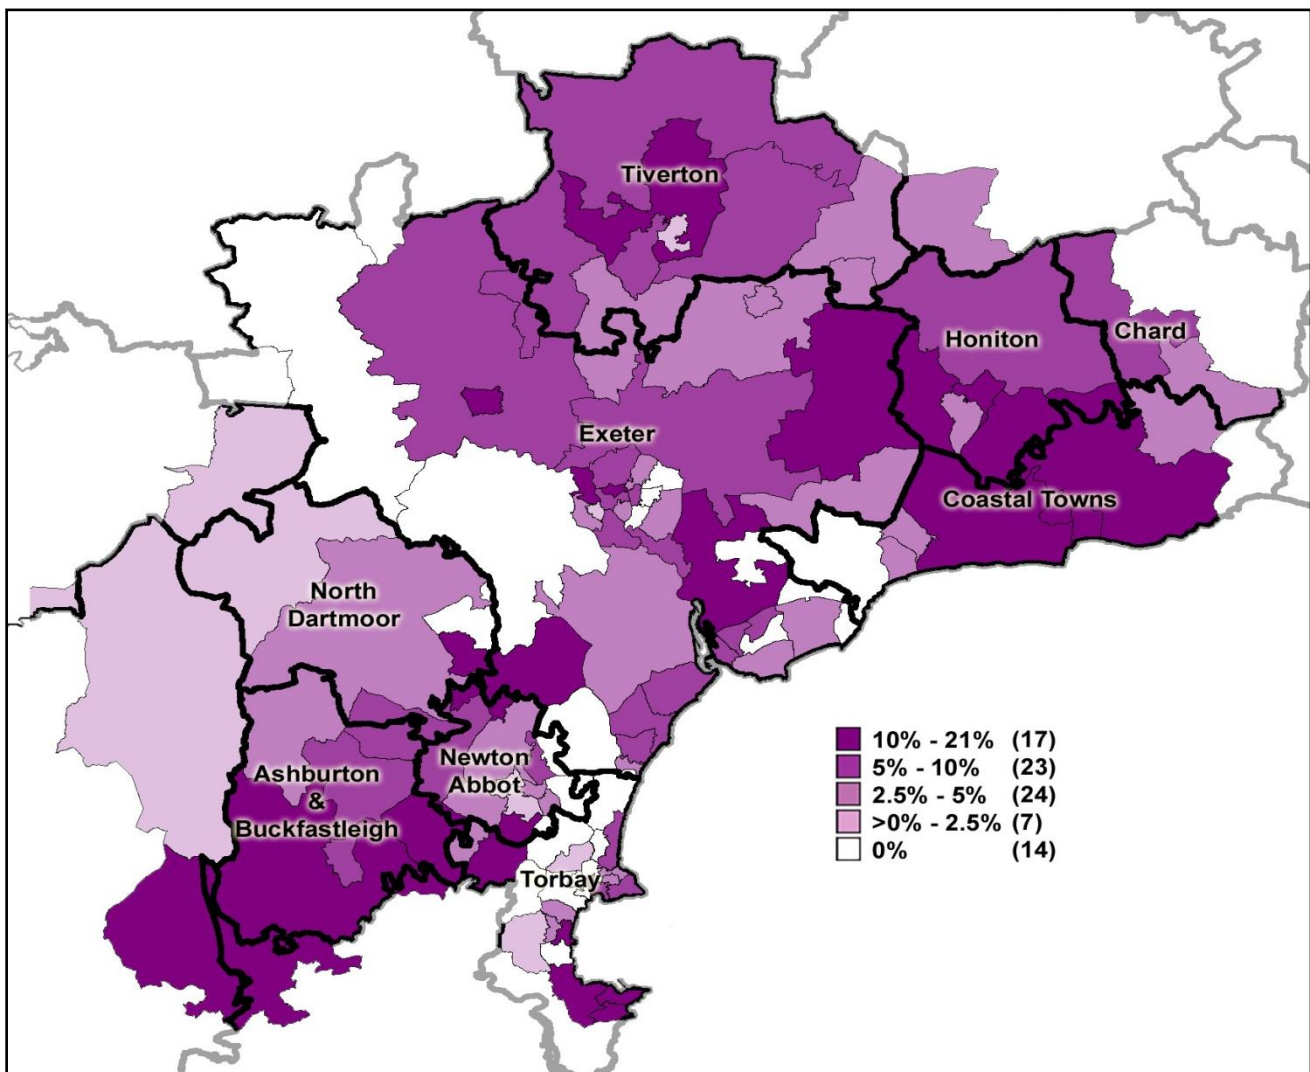 Tiverton
Honiton
Chard
Exeter
Coastal Towns
North
Dartmoor
Newton
Abbot
Ashburton
&
Buckfastleigh
Torbay
10% - 21% (17)
5% - 10% (23)
2.5% - 5% (24)
>0% - 2.5% (7)
0% (14)